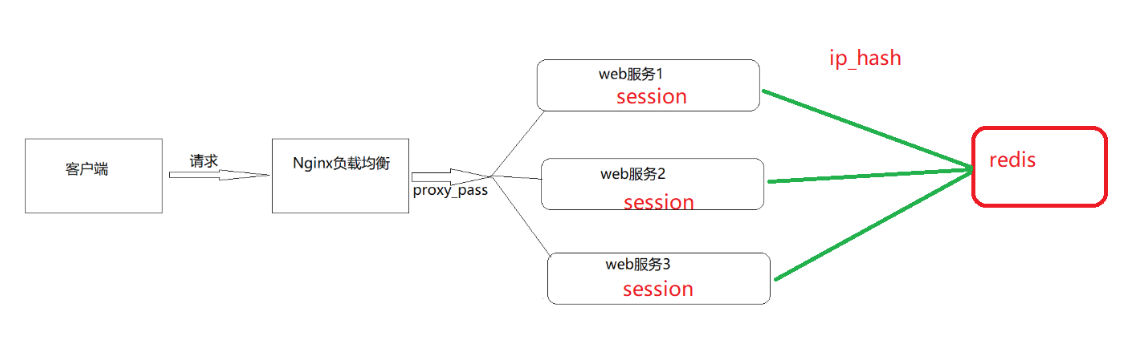 客户端
请求
Nginx负载均衡
proxy_pass
web服务1
session
web服务2
session
web服务3
session
ip_hash
redis